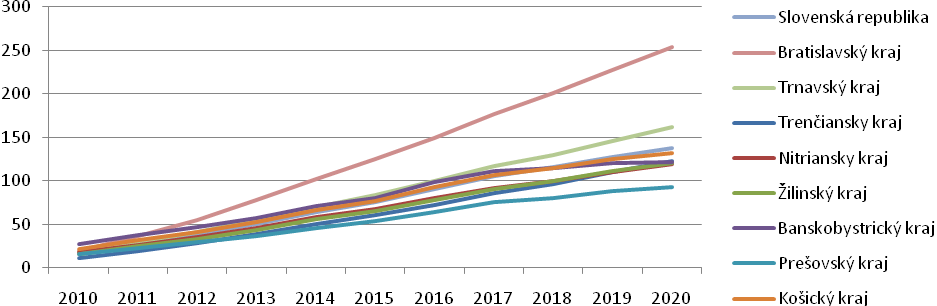 300
250
200
150
100
50
0
2010 2011 2012 2013 2014 2015 2016 2017 2018 2019 2020
Slovenská republika
Bratislavský kraj
Trnavský kraj
Trenčiansky kraj
Nitriansky kraj
Žilinský kraj
Banskobystrický kraj
Prešovský kraj
Košický kraj